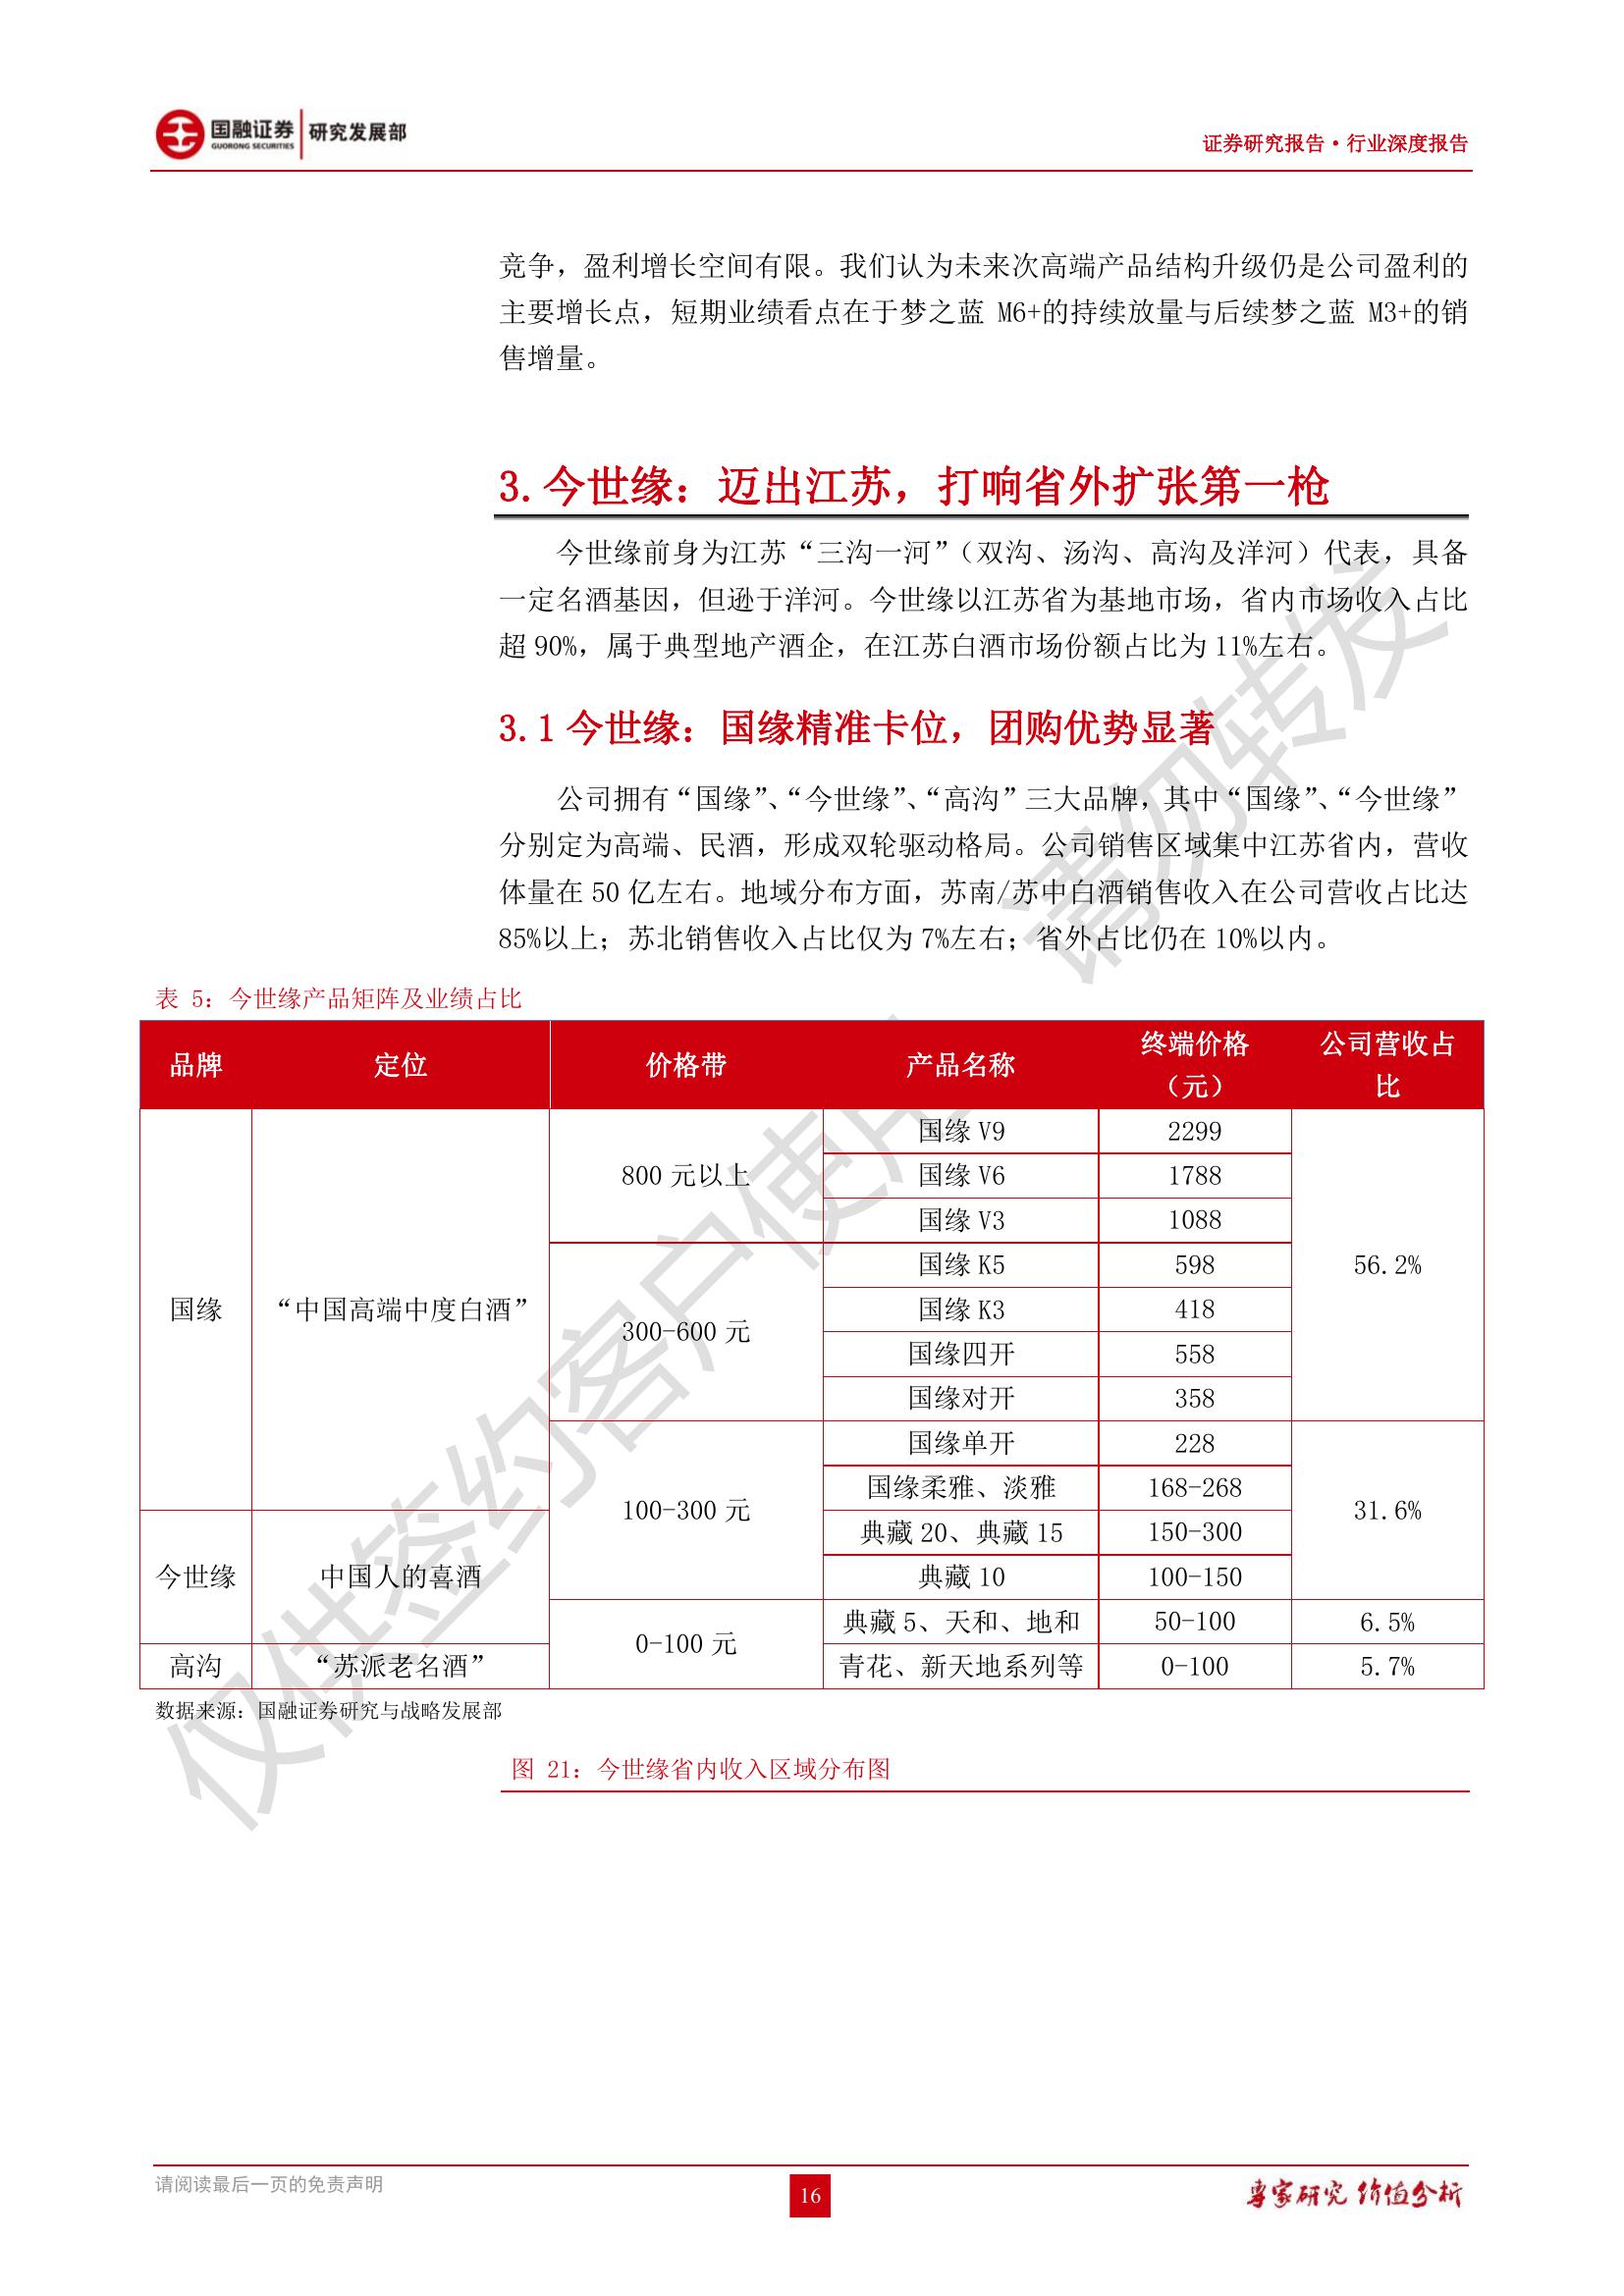 国融证券
GUORONG SECURITIES
研究发展部
证券研究报告·行业深度报告
竞争，盈利增长空间有限。我们认为未来次高端产品结构升级仍是公司盈利的
主要增长点，短期业绩看点在于梦之蓝 M6+的持续放量与后续梦之蓝 M3+的销
售增量。
3.今世缘：迈出江苏，打响省外扩张第一枪
今世缘前身为江苏“三沟一河”（双沟、汤沟、高沟及洋河）代表，具备
一定名酒基因，但逊于洋河。今世缘以江苏省为基地市场，省内市场收入占比
超 90%，属于典型地产酒企，在江苏白酒市场份额占比为 11%左右。
3.1 今世缘：国缘精准卡位，团购优势显著
公司拥有“国缘”、“今世缘”、“高沟”三大品牌，其中“国缘”、“今世缘”
分别定为高端、民酒，形成双轮驱动格局。公司销售区域集中江苏省内，营收
体量在 50 亿左右。地域分布方面，苏南/苏中白酒销售收入在公司营收占比达
85%以上；苏北销售收入占比仅为 7%左右；省外占比仍在 10%以内。
表 5：今世缘产品矩阵及业绩占比
品牌 定位 价格带 产品名称 终端价格（元） 公司营收占比
国缘 “中国高端中度白酒” 800 元以上 国缘 V9 2299 56.2%
国缘 V6 1788
国缘 V3 1088
300-600 元 国缘 K5 598
国缘 K3 418
国缘四开 558
国缘对开 358
100-300 元 国缘单开 228 31.6%
国缘柔雅、淡雅 168-268
今世缘 中国人的喜酒 典藏 20、典藏 15 150-300
典藏 10 100-150
0-100 元 典藏 5、天和、地和 50-100 6.5%
高沟 “苏派老名酒” 青花、新天地系列等 0-100 5.7%
数据来源：国融证券研究与战略发展部
图 21：今世缘省内收入区域分布图
仅供签约客户使用 请勿转发
请阅读最后一页的免责声明
16
专家研究 价值分析